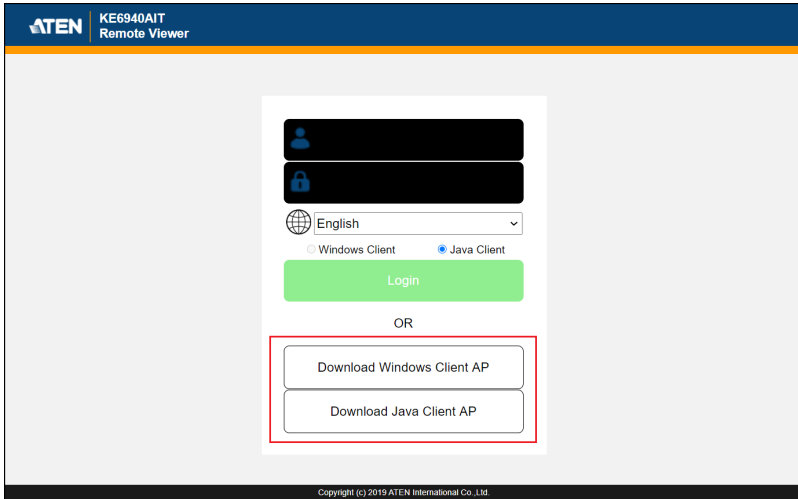 ATEN
KE6940AIT
Remote Viewer
English
Windows Client
Java Client
Login
OR
Download Windows Client AP
Download Java Client AP
Copyright (c) 2019 ATEN International Co.,Ltd.